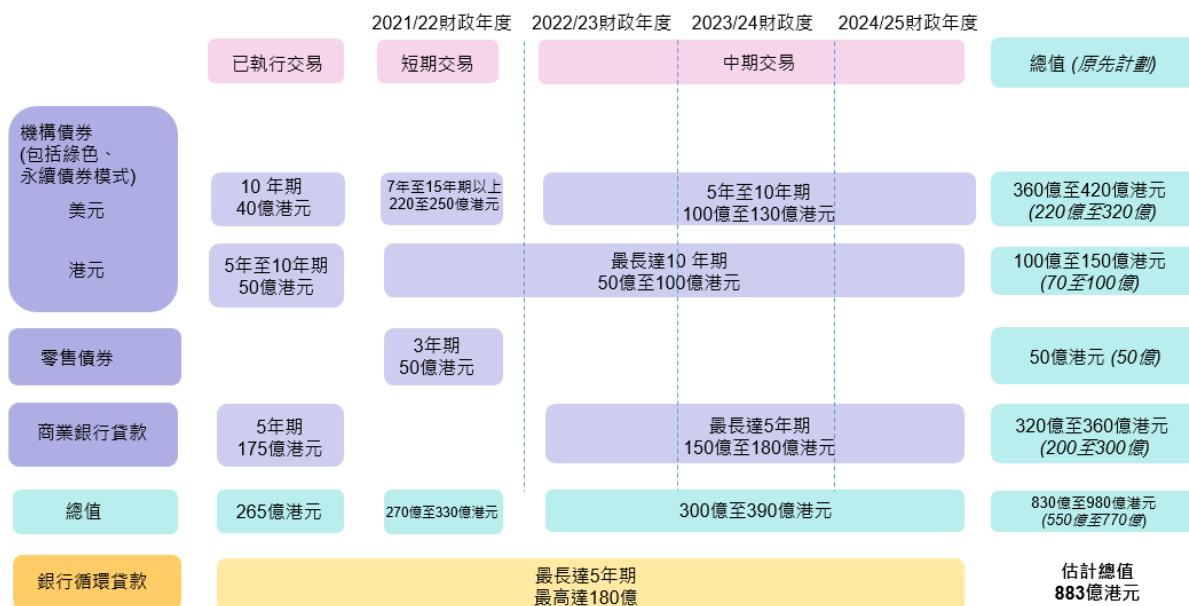 2021/22財政年度
2022/23財政年度
2023/24財政年度
2024/25財政年度
已執行交易
短期交易
中期交易
總值 (原先計劃)
機構債券
(包括綠色、
永續債券模式)
美元
10 年期
40億港元
7年至15年期以上
220至250億港元
5年至10年期
100億至130億港元
360億至420億港元
(220億至320億)
港元
5年至10年期
50億港元
最長達10 年期
50億至100億港元
100億至150億港元
(70至100億)
零售債券
3年期
50億港元
50億港元 (50億)
商業銀行貸款
5年期
175億港元
最長達5年期
150億至180億港元
320億至360億港元
(200至300億)
總值
265億港元
270億至330億港元
300億至390億港元
830億至980億港元
(550億至770億)
銀行循環貸款
最長達5年期
最高達180億
估計總值
883億港元